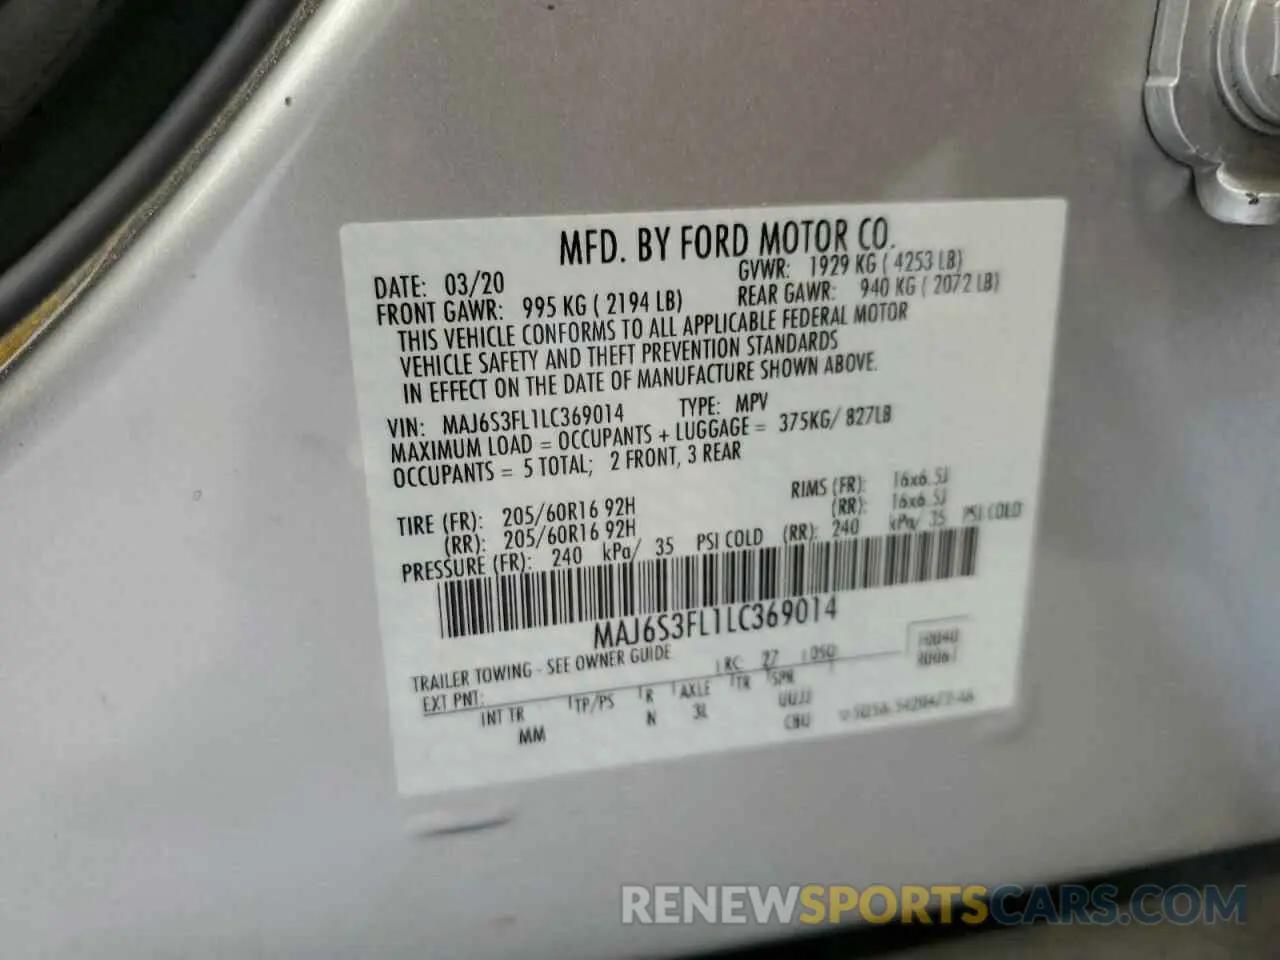 MFD. BY FORD MOTOR CO.
DATE: 03/20 GVWR: 1929 KG ( 4253 LB)
FRONT GAWR: 995 KG ( 2194 LB) REAR GAWR: 940 KG ( 2072 LB)
THIS VEHICLE CONFORMS TO ALL APPLICABLE FEDERAL MOTOR
VEHICLE SAFETY AND THEFT PREVENTION STANDARDS
IN EFFECT ON THE DATE OF MANUFACTURE SHOWN ABOVE.
VIN: MAJ6S3FL1LC369014 TYPE: MPV
MAXIMUM LOAD = OCCUPANTS + LUGGAGE = 375KG/ 827LB
OCCUPANTS = 5 TOTAL; 2 FRONT, 3 REAR
TIRE (FR): 205/60R16 92H RIMS (FR): 16x6.5J
(RR): 205/60R16 92H (RR): 16x6.5J
PRESSURE (FR): 240 kPa/ 35 PSI COLD (RR): 240 kPa/ 35 PSI COLD
MAJ6S3FL1LC369014
TRAILER TOWING - SEE OWNER GUIDE
EXT PNT: RC 27 DSO
INT TR TP/PS R AXLE TR SPR
MM N 3L UUJJ
RENEWSPORTSCARS.COM